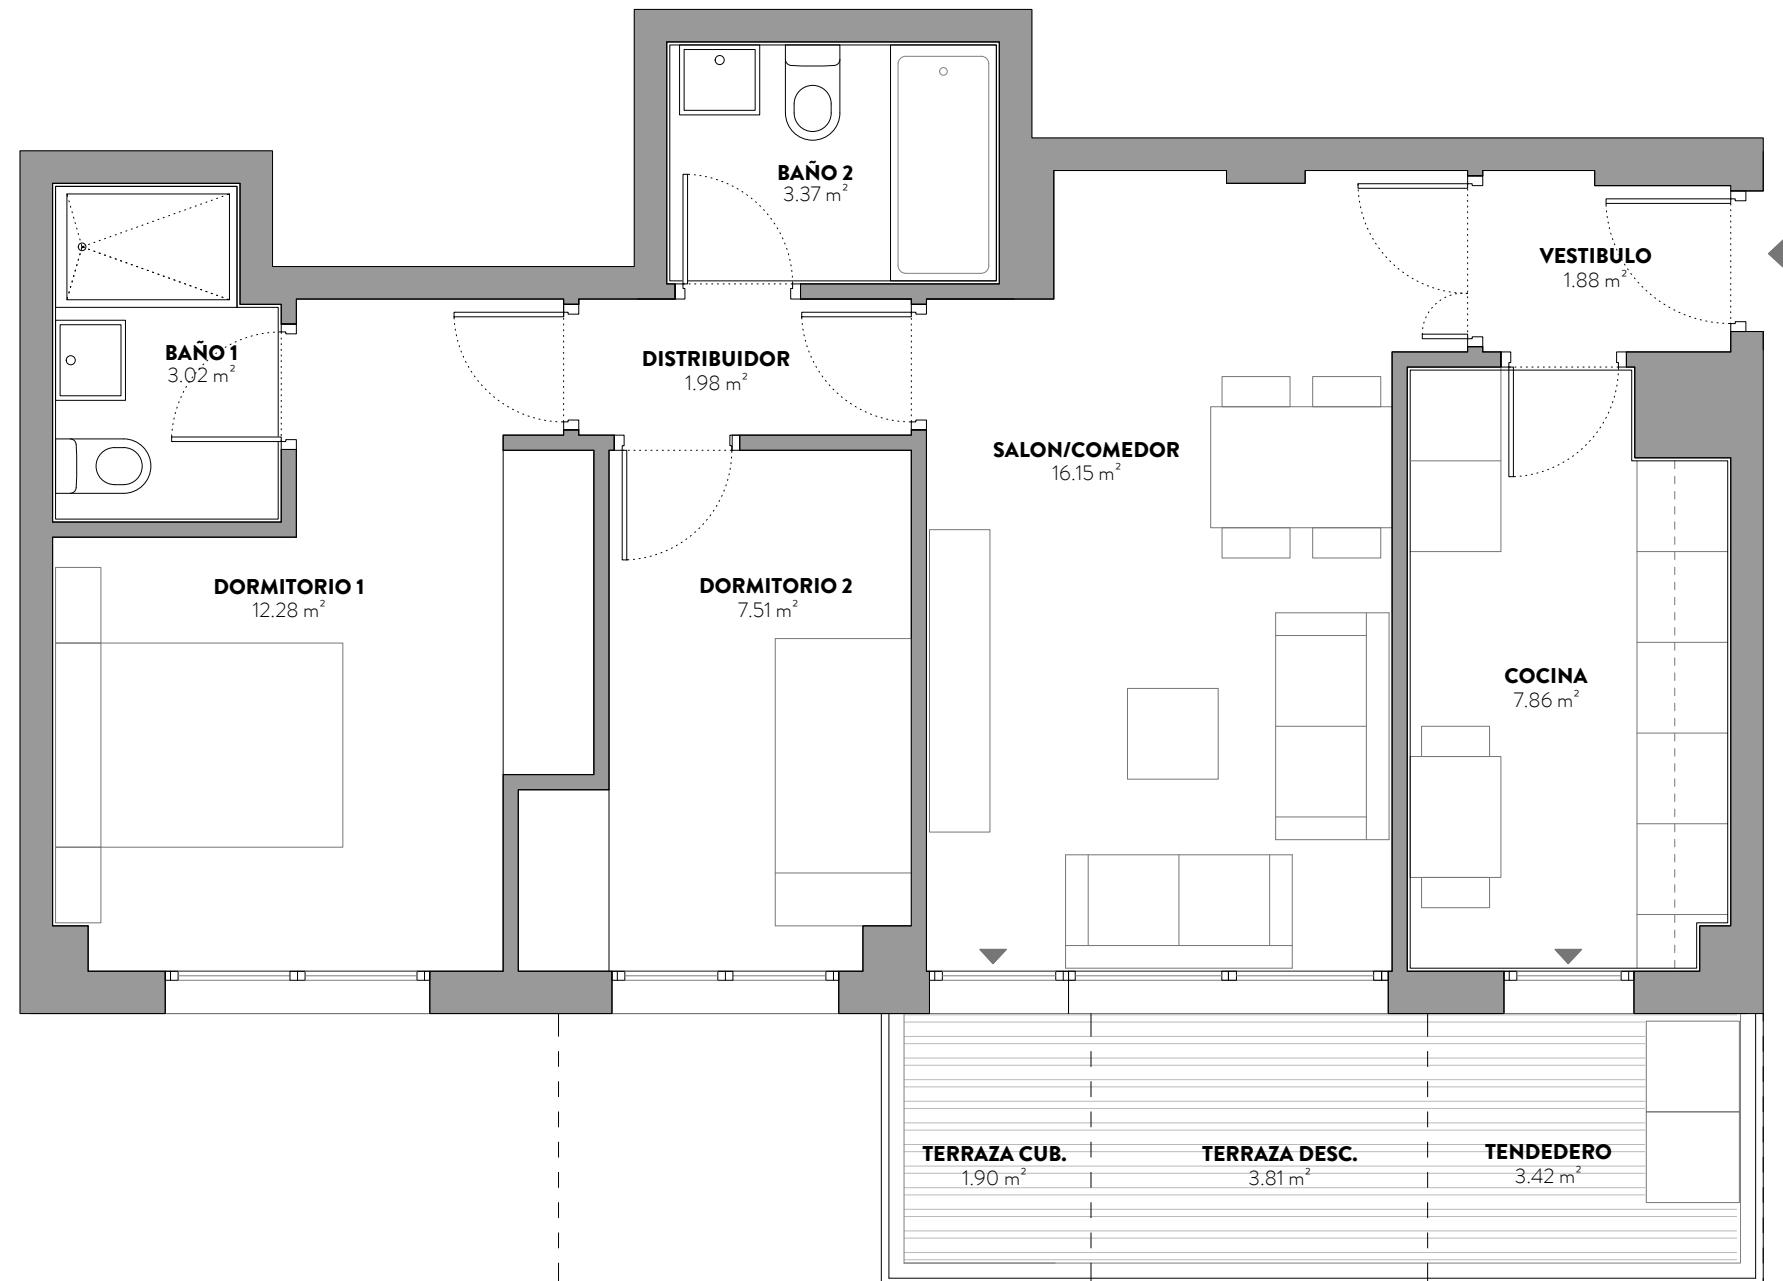 BAÑO 2
3.37 m²
VESTIBULO
1.88 m²
BAÑO 1
3.02 m²
DISTRIBUIDOR
1.98 m²
SALON/COMEDOR
16.15 m²
DORMITORIO 1
12.28 m²
DORMITORIO 2
7.51 m²
COCINA
7.86 m²
TERRAZA CUB.
1.90 m²
TERRAZA DESC.
3.81 m²
TENDEDERO
3.42 m²